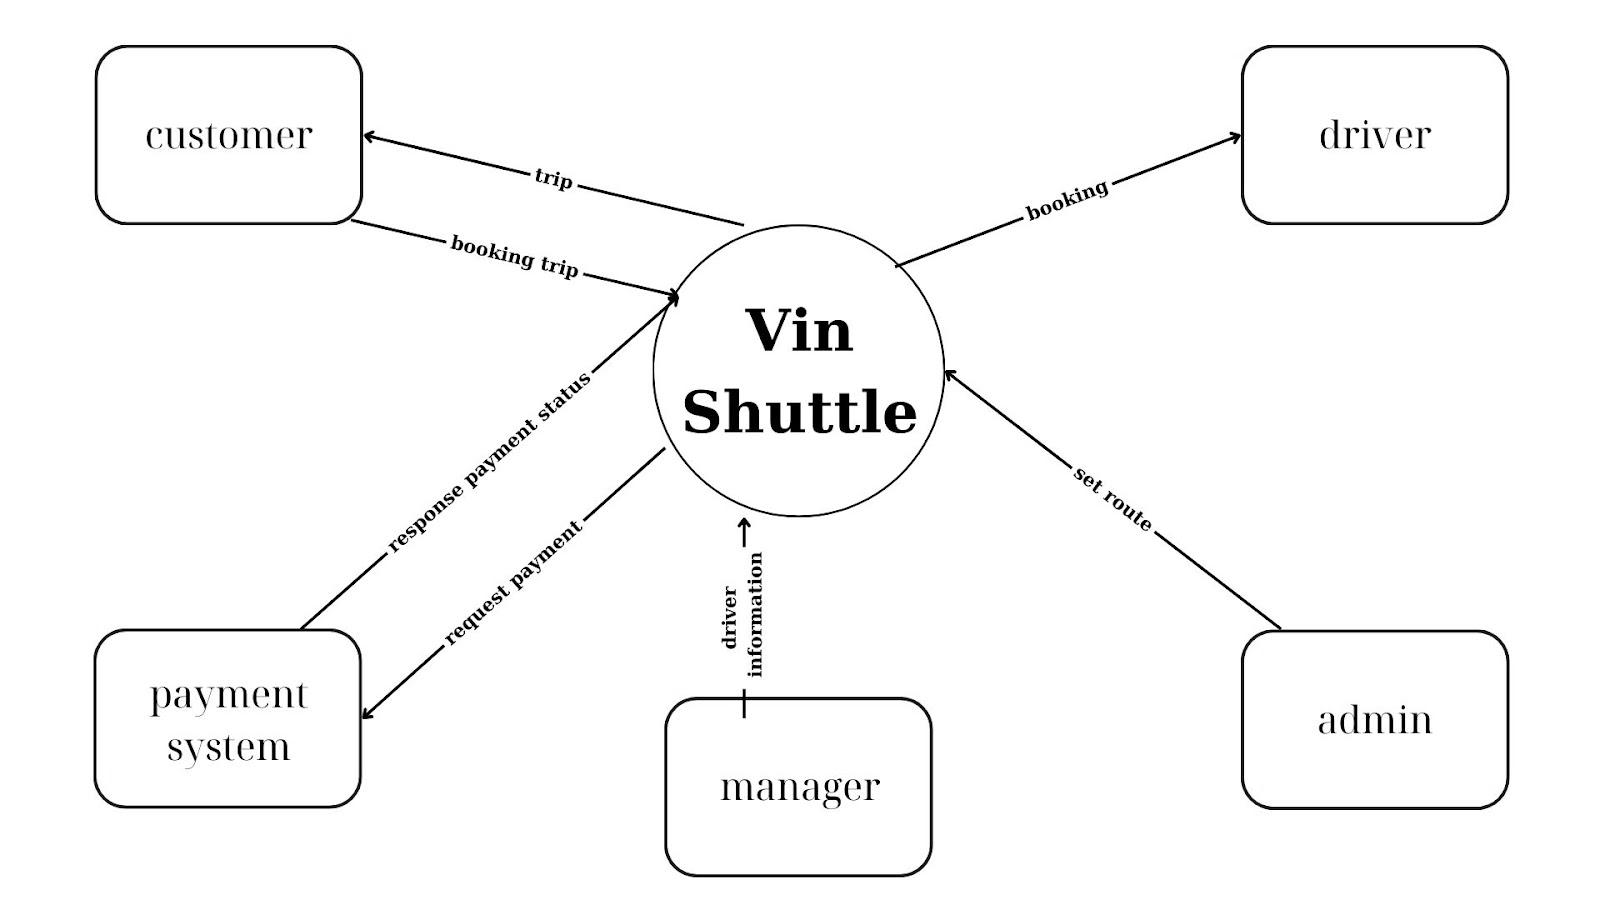 customer
driver
trip
booking
booking trip
Vin
Shuttle
response payment status
set route
request payment
driver
information
payment
system
admin
manager